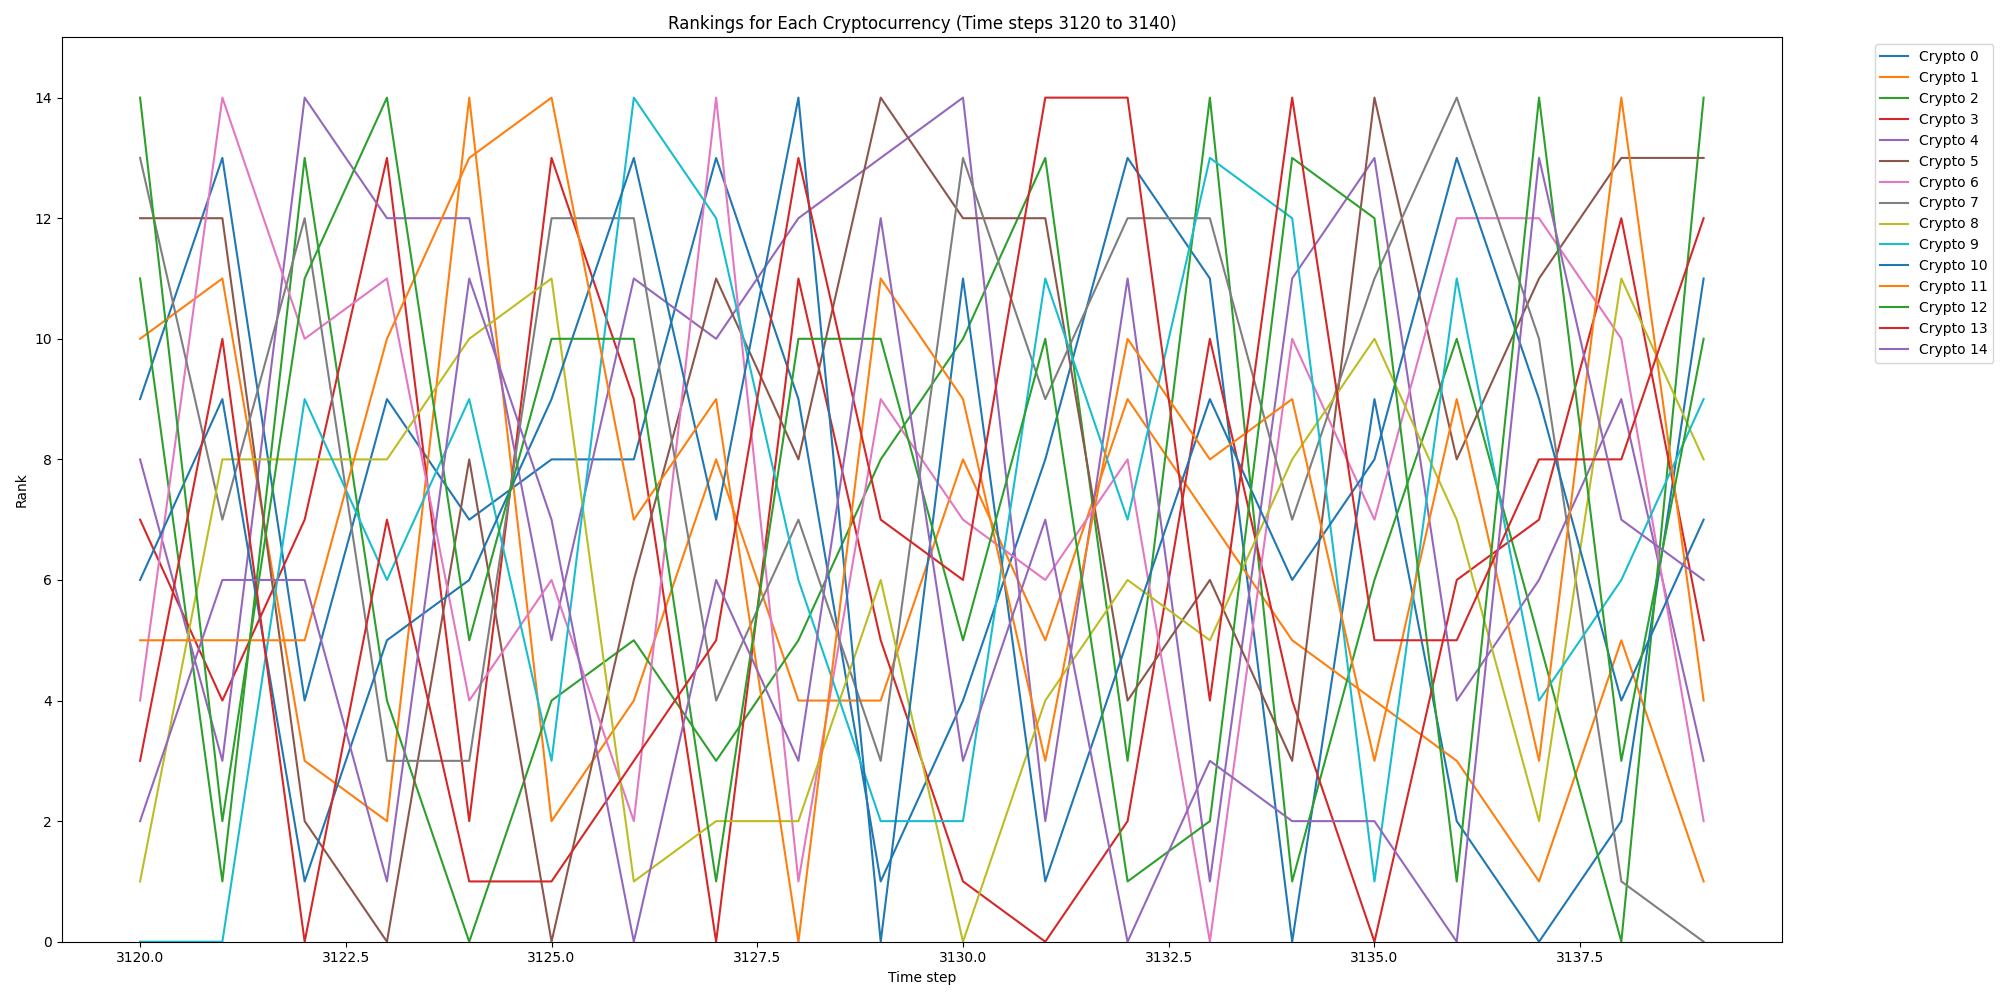 Rankings for Each Cryptocurrency (Time steps 3120 to 3140)
Rank
14
12
10
8
6
4
2
0
3120.0 3122.5 3125.0 3127.5 3130.0 3132.5 3135.0 3137.5
Time step
Crypto 0
Crypto 1
Crypto 2
Crypto 3
Crypto 4
Crypto 5
Crypto 6
Crypto 7
Crypto 8
Crypto 9
Crypto 10
Crypto 11
Crypto 12
Crypto 13
Crypto 14